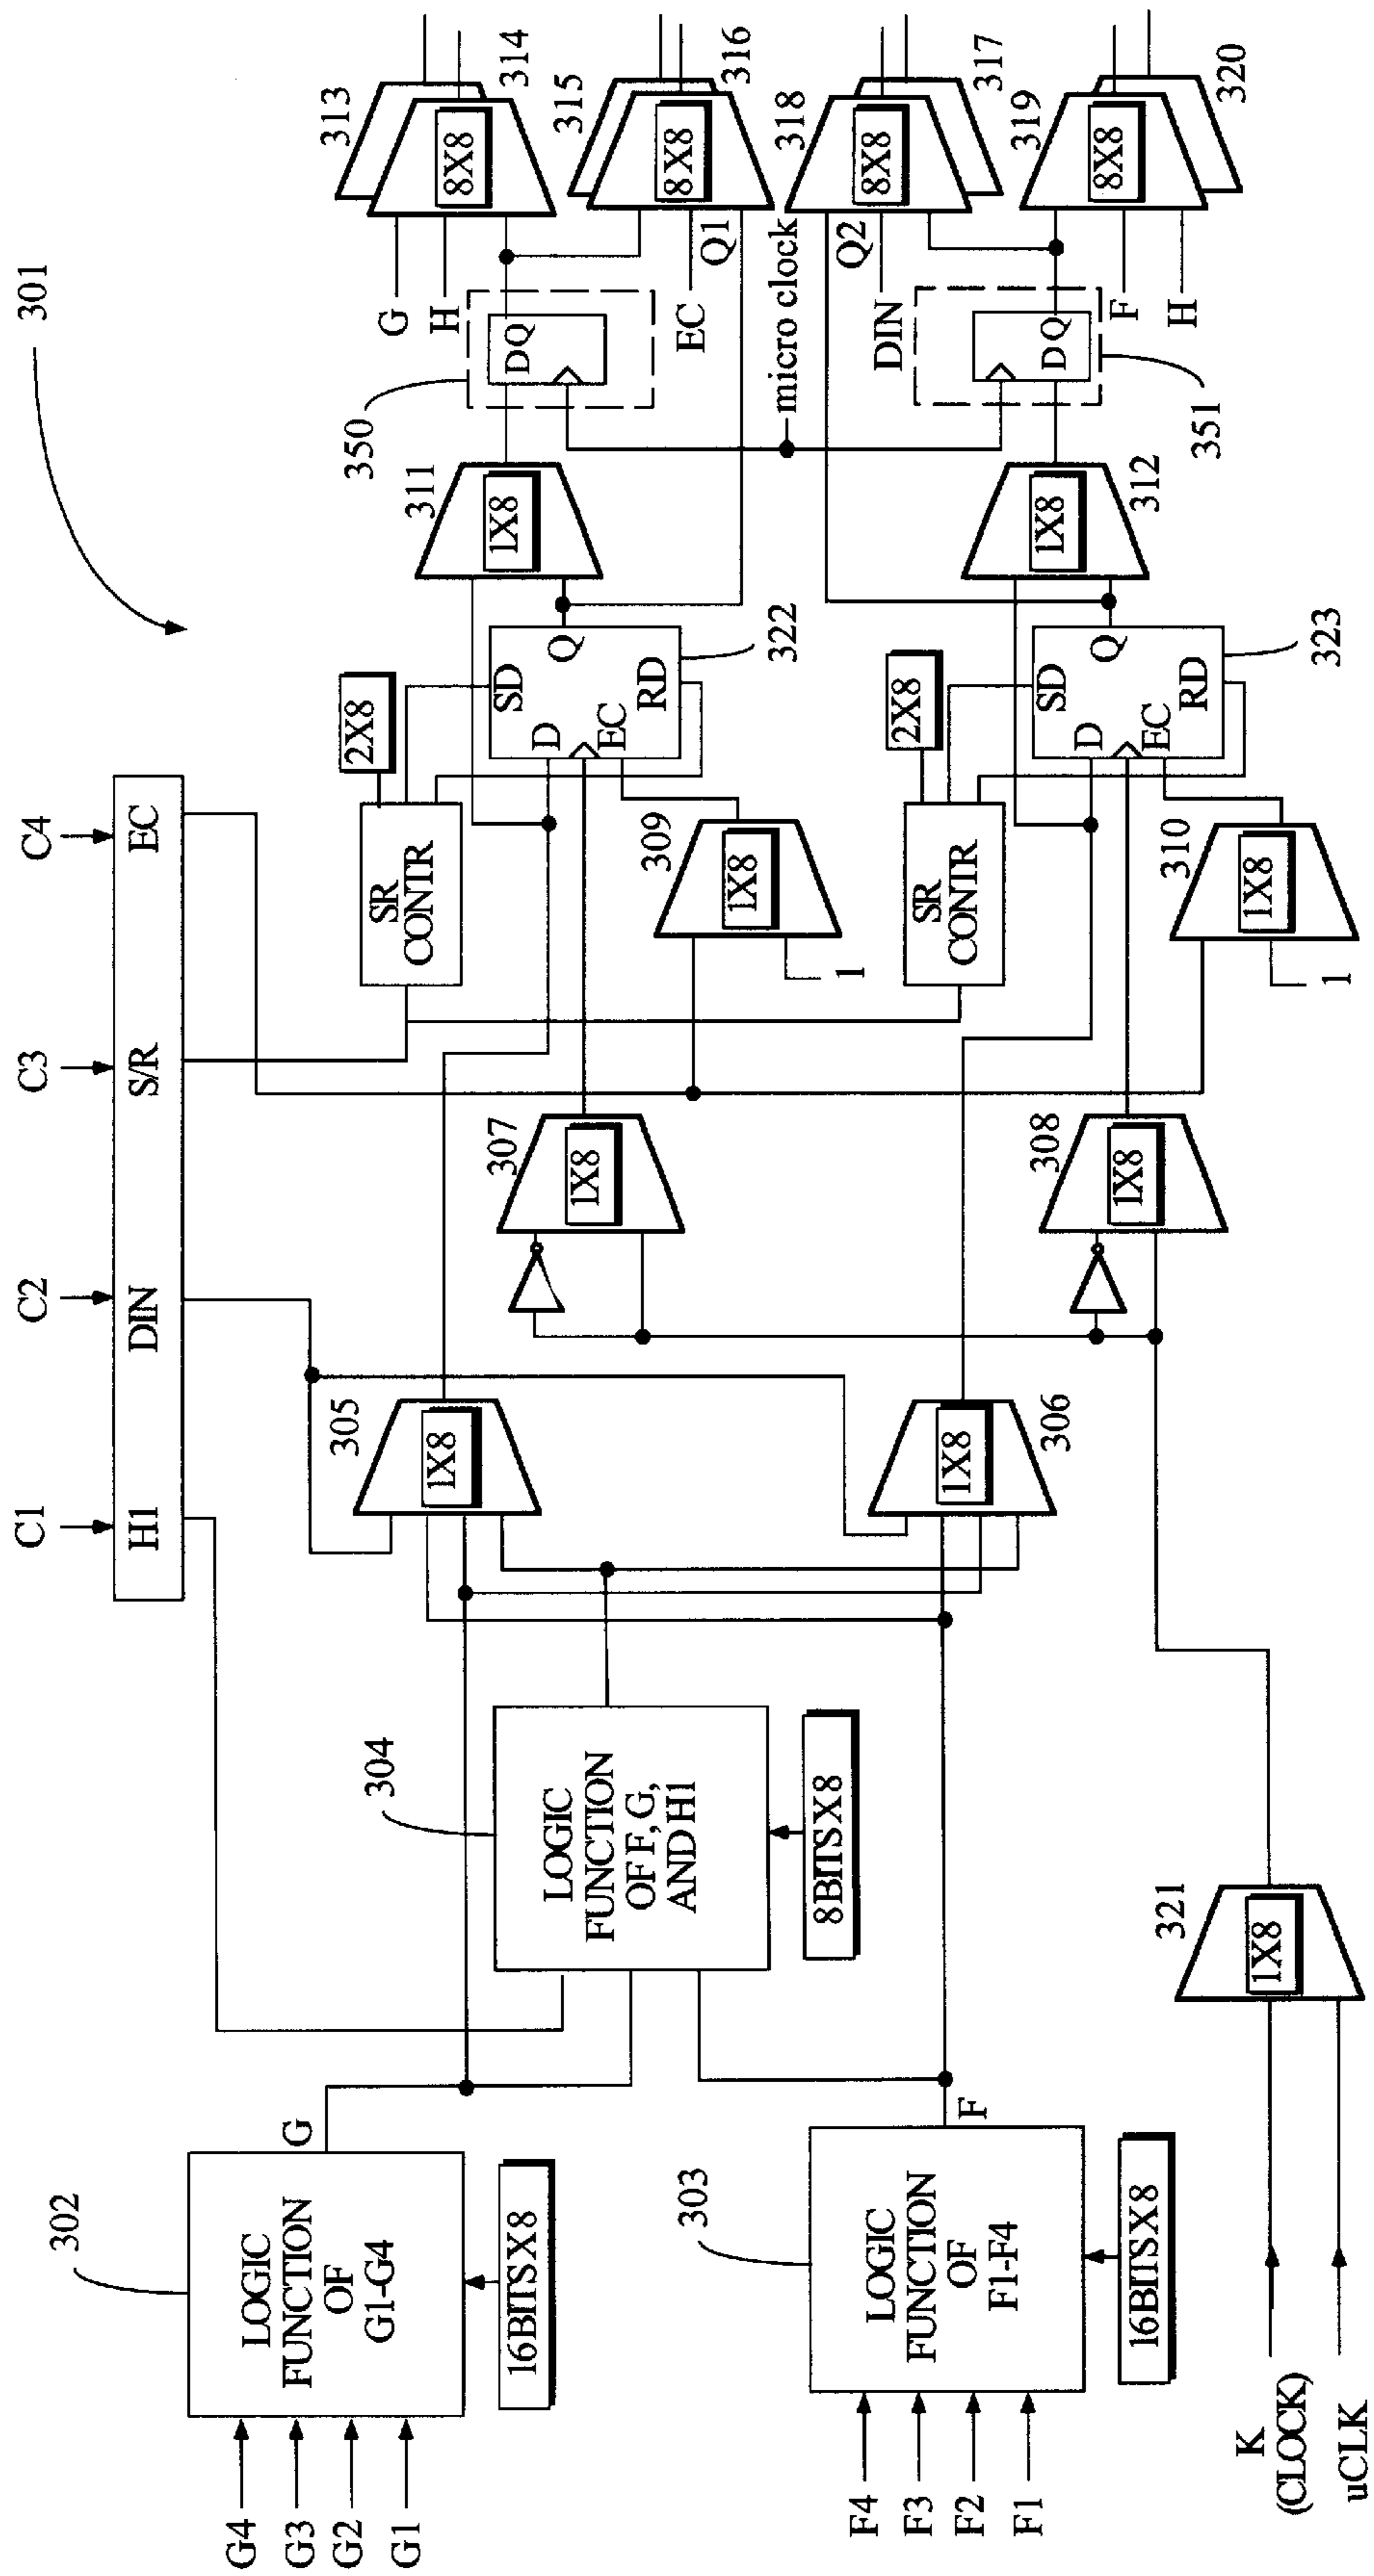 301
C1
C2
C3
C4
H1
DIN
S/R
EC
302
LOGIC
FUNCTION
OF
G1-G4
G
G4
G3
G2
G1
16BITSX8
303
LOGIC
FUNCTION
OF
F1-F4
F
F4
F3
F2
F1
16BITSX8
304
LOGIC
FUNCTION
OF F, G,
AND H1
8BITSX8
K
(CLOCK)
uCLK
321
1X8
305
1X8
306
1X8
307
1X8
308
1X8
SR
CONTR
2X8
309
1X8
1
SD
D
Q
EC
RD
322
SR
CONTR
2X8
310
1X8
1
SD
D
Q
EC
RD
323
311
1X8
312
1X8
350
D Q
351
D Q
micro clock
G
H
313
8X8
314
EC
Q1
315
8X8
316
Q2
DIN
318
8X8
317
F
H
319
8X8
320